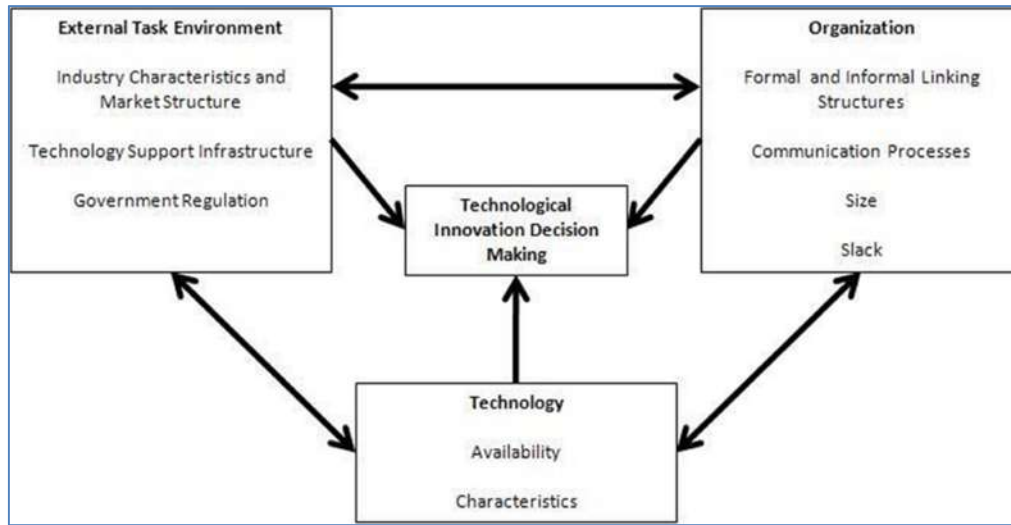 External Task Environment
Industry Characteristics and
Market Structure
Technology Support Infrastructure
Government Regulation
Organization
Formal and Informal Linking
Structures
Communication Processes
Size
Slack
Technological
Innovation Decision
Making
Technology
Availability
Characteristics